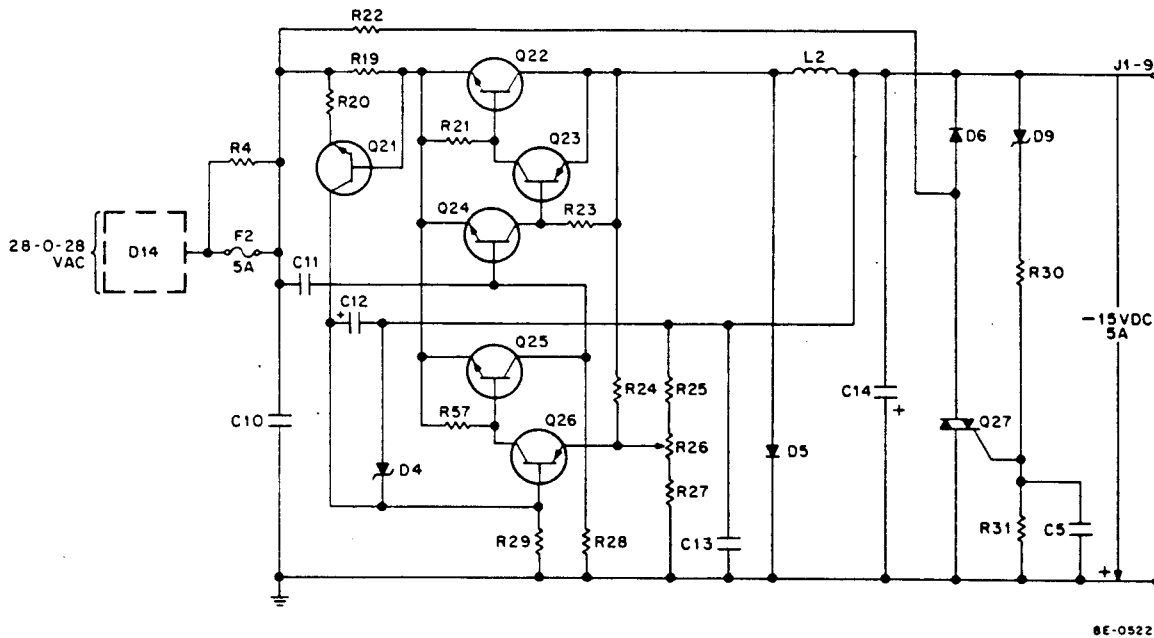 R22
R19
Q22
L2
J1-9
R20
Q21
R21
Q23
D6
D9
R4
Q24
R23
28-0-28
VAC
D14
F2
5A
C11
R30
C12
-15VDC
5A
Q25
R24
R25
C14
+
+
C10
R57
Q26
R26
D5
Q27
D4
R27
R29
R28
C13
R31
C5
+
8E-0522